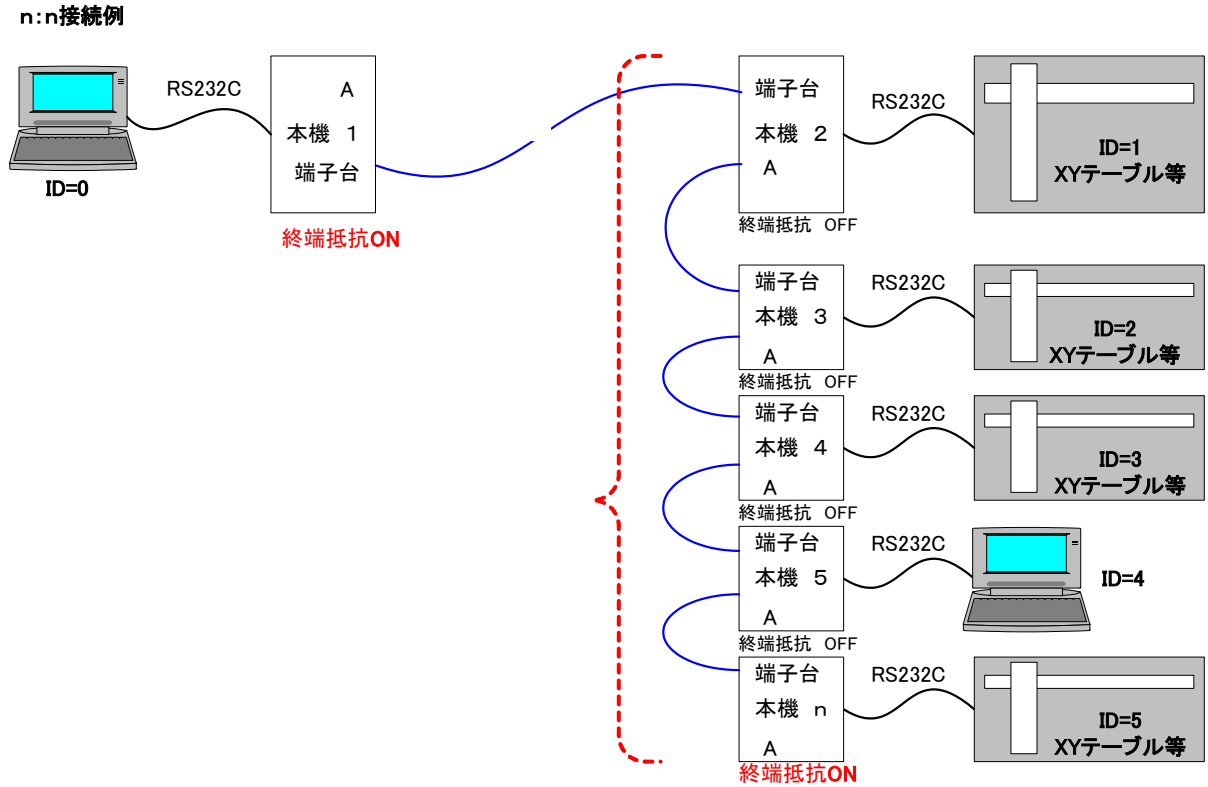 n:n接続例
RS232C
A
本機 1
端子台
ID=0
終端抵抗ON
端子台
本機 2
A
終端抵抗 OFF
RS232C
ID=1
XYテーブル等
端子台
本機 3
A
終端抵抗 OFF
RS232C
ID=2
XYテーブル等
端子台
本機 4
A
終端抵抗 OFF
RS232C
ID=3
XYテーブル等
端子台
本機 5
A
終端抵抗 OFF
RS232C
ID=4
端子台
本機 n
A
終端抵抗ON
RS232C
ID=5
XYテーブル等